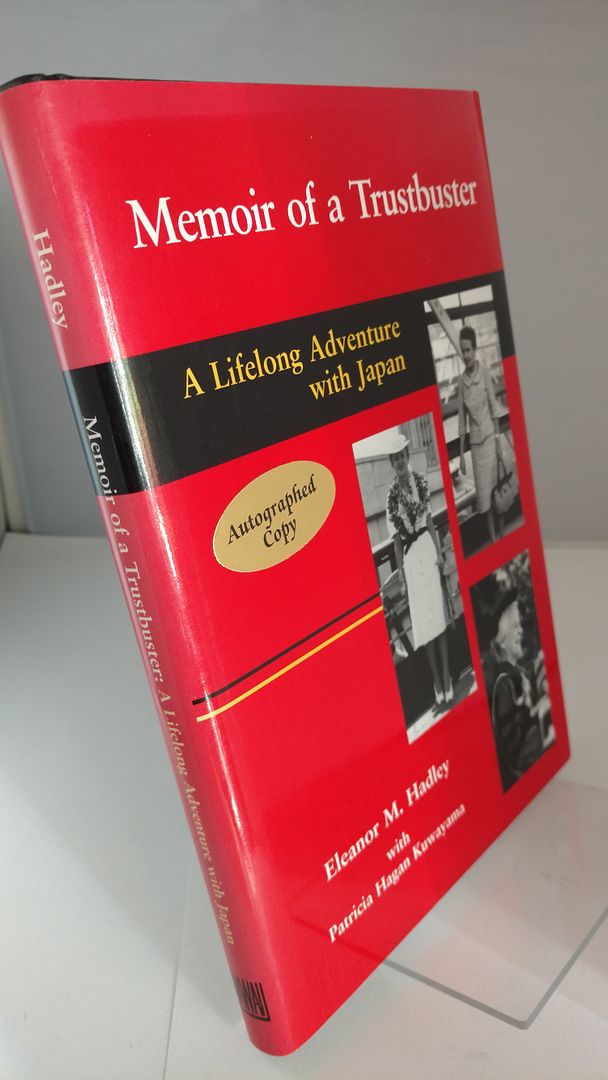 Memoir of a Trustbuster
A Lifelong Adventure
with Japan
Autographed
Copy
Eleanor M. Hadley
with
Patricia Hagan Kuwayama
Hadley
Memoir of a Trustbuster: A Lifelong Adventure with Japan